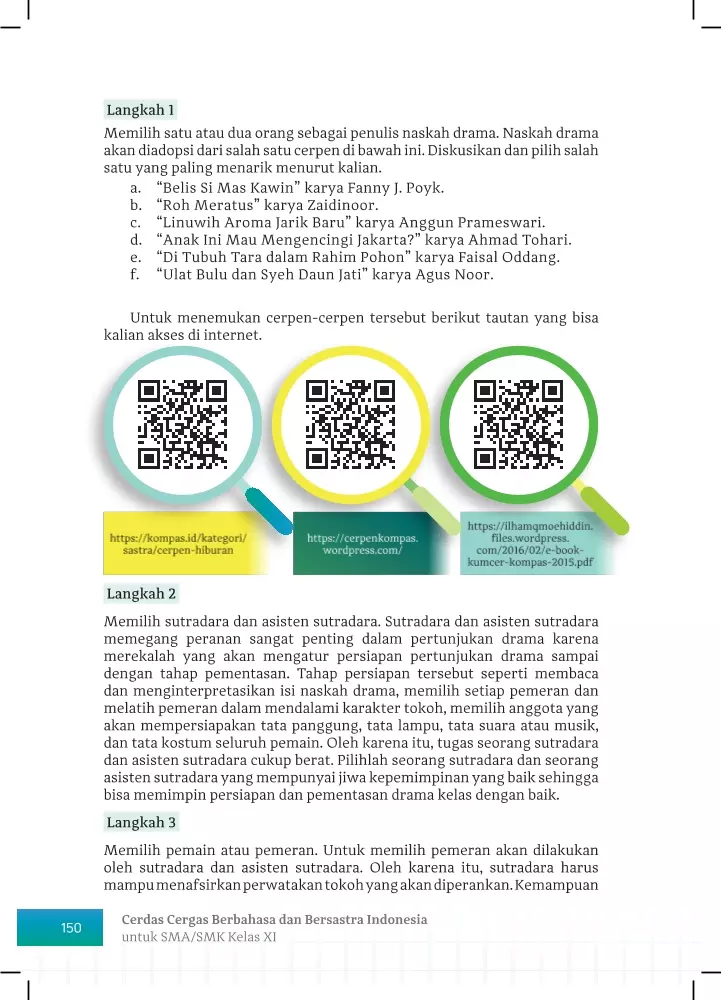 Langkah 1
Memilih satu atau dua orang sebagai penulis naskah drama. Naskah drama
akan diadopsi dari salah satu cerpen di bawah ini. Diskusikan dan pilih salah
satu yang paling menarik menurut kalian.
a. “Belis Si Mas Kawin” karya Fanny J. Poyk.
b. “Roh Meratus” karya Zaidinoor.
c. “Linuwih Aroma Jarik Baru” karya Anggun Prameswari.
d. “Anak Ini Mau Mengencingi Jakarta?” karya Ahmad Tohari.
e. “Di Tubuh Tara dalam Rahim Pohon” karya Faisal Oddang.
f. “Ulat Bulu dan Syeh Daun Jati” karya Agus Noor.
Untuk menemukan cerpen-cerpen tersebut berikut tautan yang bisa
kalian akses di internet.
https://kompas.id/kategori/
sastra/cerpen-hiburan
https://cerpenkompas.
wordpress.com/
https://ilhamqmoehiddin.
files.wordpress.
com/2016/02/e-book-
kumcer-kompas-2015.pdf
Langkah 2
Memilih sutradara dan asisten sutradara. Sutradara dan asisten sutradara
memegang peranan sangat penting dalam pertunjukan drama karena
merekalah yang akan mengatur persiapan pertunjukan drama sampai
dengan tahap pementasan. Tahap persiapan tersebut seperti membaca
dan menginterpretasikan isi naskah drama, memilih setiap pemeran dan
melatih pemeran dalam mendalami karakter tokoh, memilih anggota yang
akan mempersiapakan tata panggung, tata lampu, tata suara atau musik,
dan tata kostum seluruh pemain. Oleh karena itu, tugas seorang sutradara
dan asisten sutradara cukup berat. Pilihlah seorang sutradara dan seorang
asisten sutradara yang mempunyai jiwa kepemimpinan yang baik sehingga
bisa memimpin persiapan dan pementasan drama kelas dengan baik.
Langkah 3
Memilih pemain atau pemeran. Untuk memilih pemeran akan dilakukan
oleh sutradara dan asisten sutradara. Oleh karena itu, sutradara harus
mampu menafsirkan perwatakan tokoh yang akan diperankan. Kemampuan
150
Cerdas Cergas Berbahasa dan Bersastra Indonesia
untuk SMA/SMK Kelas XI